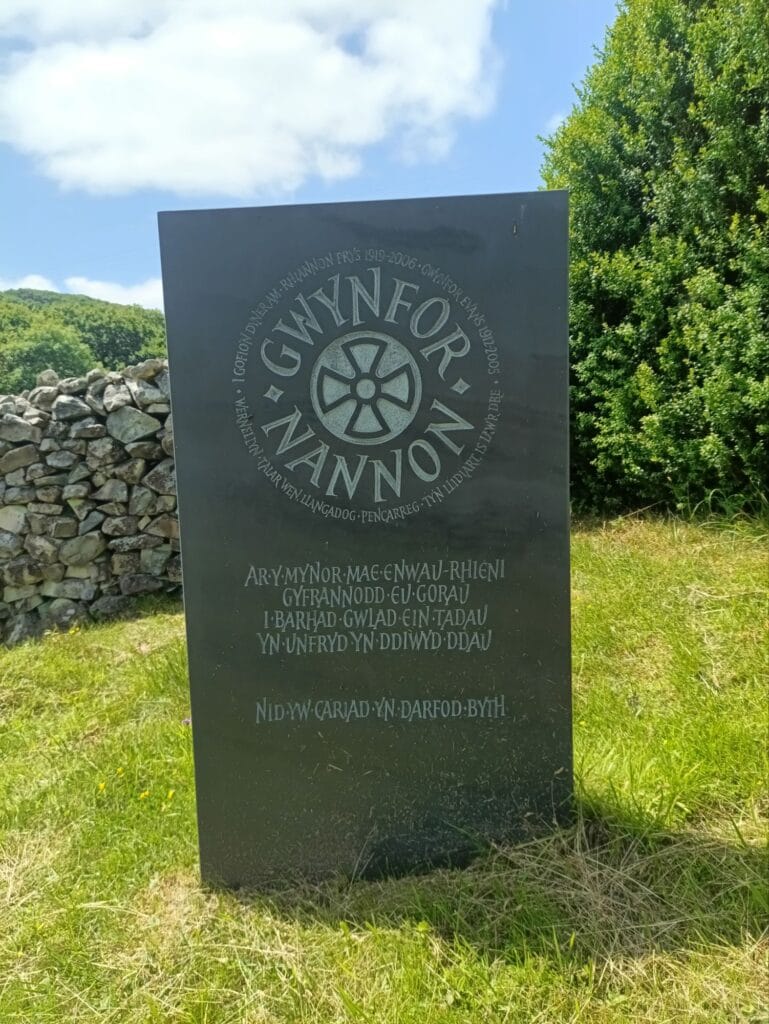 I GOFIO'N DYNER AM · RHIANNON PRYS 1919-2006 · GWYNFOR EVANS 1912-2005 ·
WERNELLYN · TALAR WEN, LLANGADOG · PENCARREG · TY'N LLIDIART, IS LZWR DRE
GWYNFOR
NANNON
AR·Y·MYNOR·MAE·ENWAU·RHIENI
GYFRANNODD·EU·GORAU
I·BARHAD·GWLAD·EIN·TADAU
YN·UNFRYD YN·DDIWYD·DDAU
NID·YW·CARIAD·YN·DARFOD·BYTH